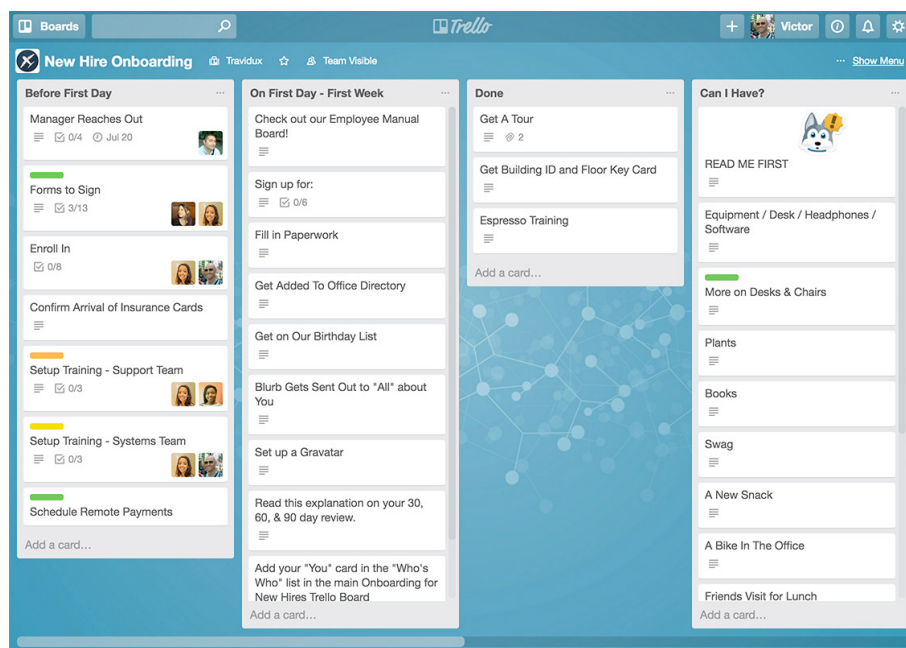 Boards
Trello
Victor
New Hire Onboarding
Travidux
Team Visible
... Show Menu
Before First Day ...
Manager Reaches Out
0/4 Jul 20
Forms to Sign
3/13
Enroll In
0/8
Confirm Arrival of Insurance Cards
Setup Training - Support Team
0/3
Setup Training - Systems Team
0/3
Schedule Remote Payments
Add a card…
On First Day - First Week ...
Check out our Employee Manual
Board!
Sign up for:
0/6
Fill in Paperwork
Get Added To Office Directory
Get on Our Birthday List
Blurb Gets Sent Out to "All" about
You
Set up a Gravatar
Read this explanation on your 30,
60, & 90 day review.
Add your "You" card in the "Who's
Who" list in the main Onboarding for
New Hires Trello Board
Add a card…
Done ...
Get A Tour
2
Get Building ID and Floor Key Card
Espresso Training
Add a card…
Can I Have? ...
READ ME FIRST
Equipment / Desk / Headphones /
Software
More on Desks & Chairs
Plants
Books
Swag
A New Snack
A Bike In The Office
Friends Visit for Lunch
Add a card…